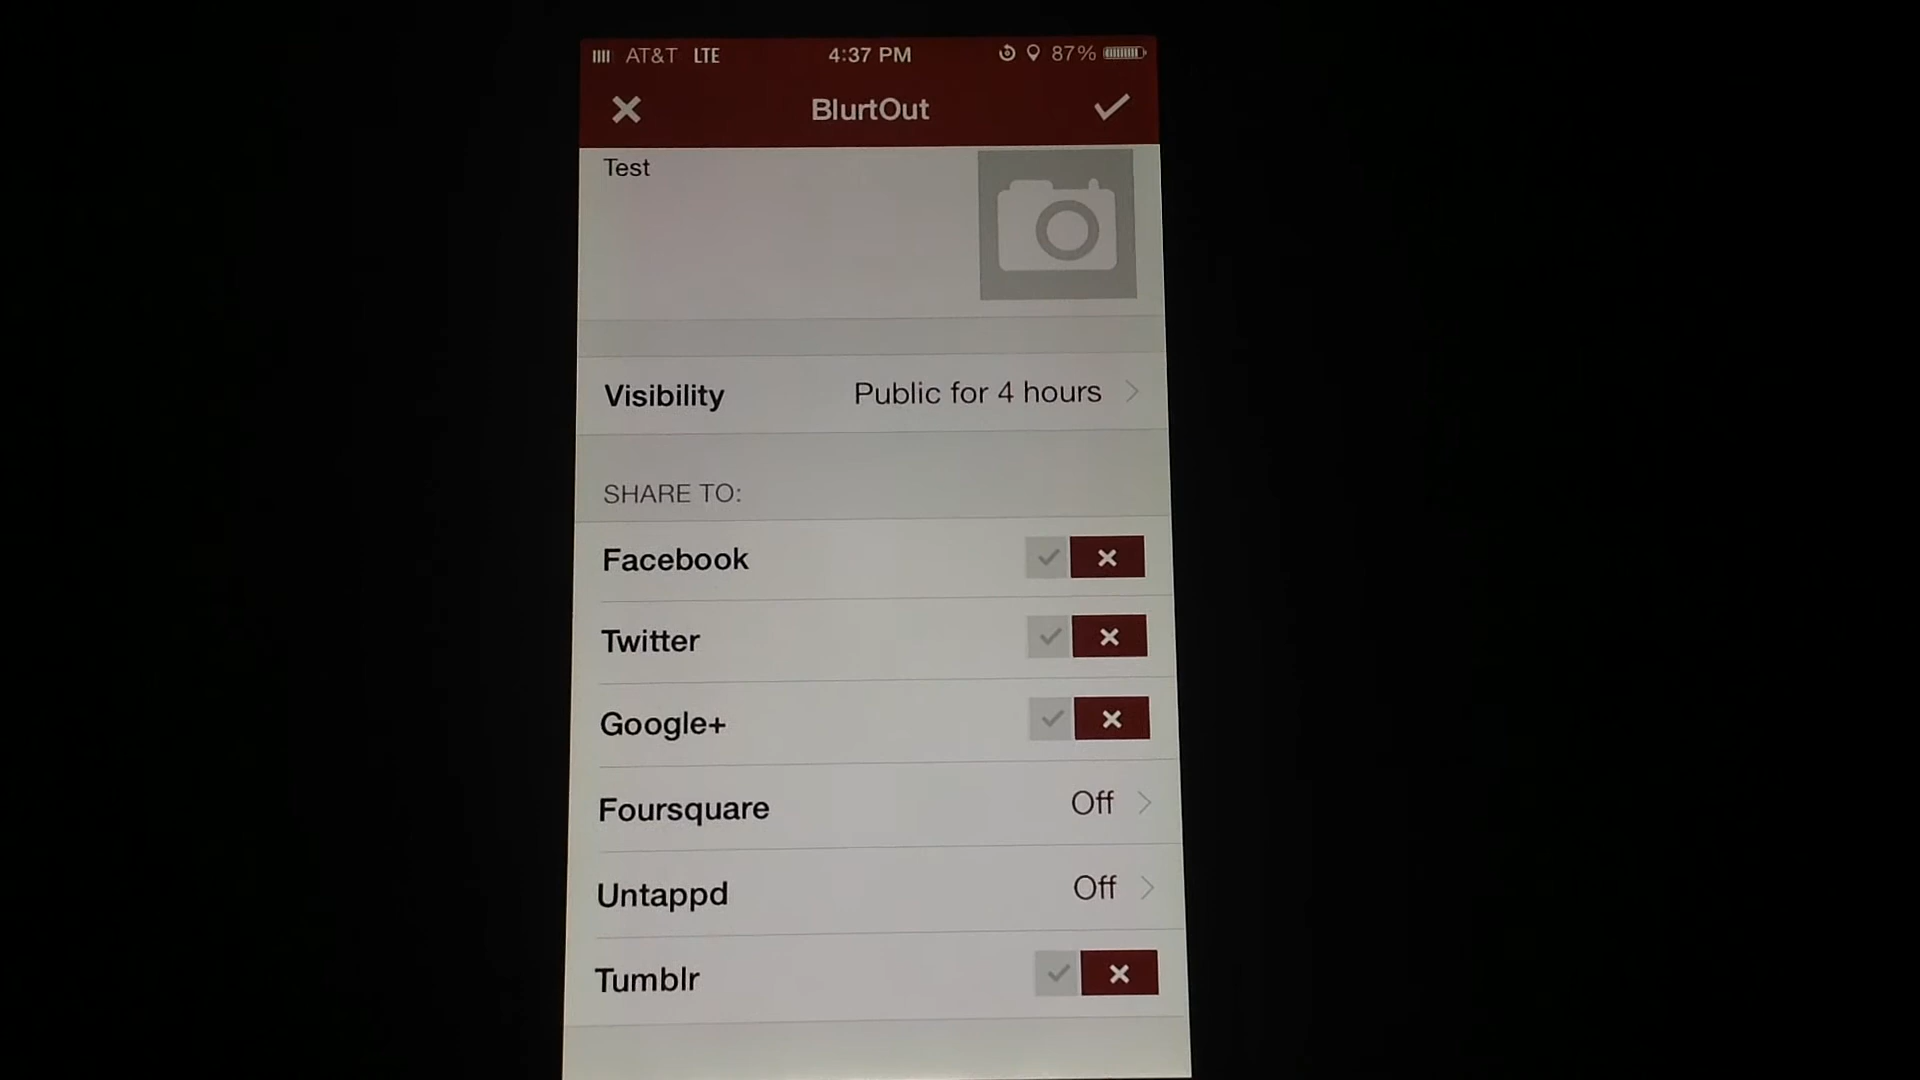 AT&T LTE 4:37 PM 87%
BlurtOut
Test
Visibility Public for 4 hours
SHARE TO:
Facebook
Twitter
Google+
Foursquare Off
Untappd Off
Tumblr